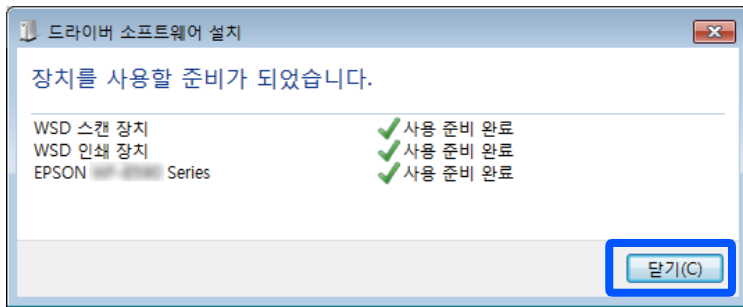 드라이버 소프트웨어 설치
장치를 사용할 준비가 되었습니다.
WSD 스캔 장치 사용 준비 완료
WSD 인쇄 장치 사용 준비 완료
EPSON Series 사용 준비 완료
닫기(C)